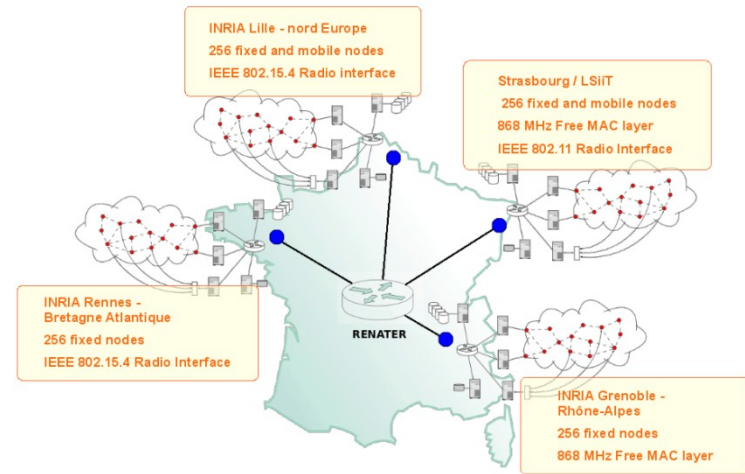 INRIA Lille - nord Europe
256 fixed and mobile nodes
IEEE 802.15.4 Radio interface
Strasbourg / LSiiT
256 fixed and mobile nodes
868 MHz Free MAC layer
IEEE 802.11 Radio Interface
INRIA Rennes -
Bretagne Atlantique
256 fixed nodes
IEEE 802.15.4 Radio Interface
RENATER
INRIA Grenoble -
Rhône-Alpes
256 fixed nodes
868 MHz Free MAC layer